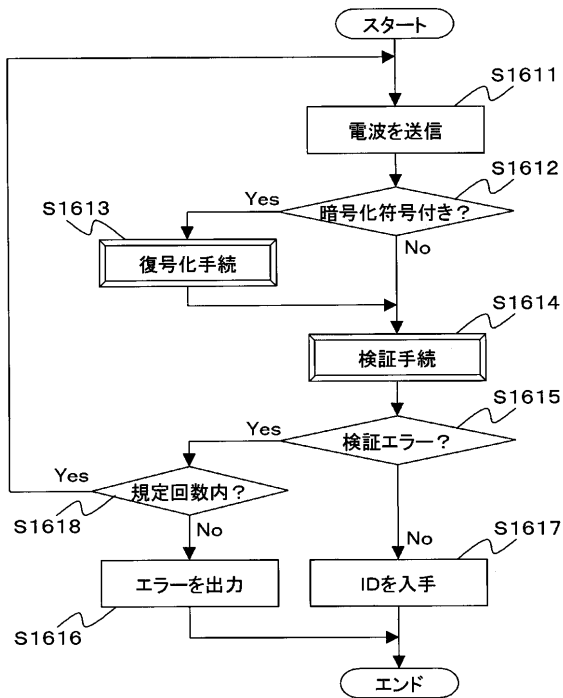 スタート
S1611
電波を送信
S1612
暗号化符号付き？
Yes
No
S1613
復号化手続
S1614
検証手続
S1615
検証エラー？
Yes
No
規定回数内？
Yes
No
S1618
S1617
エラーを出力
IDを入手
S1616
エンド